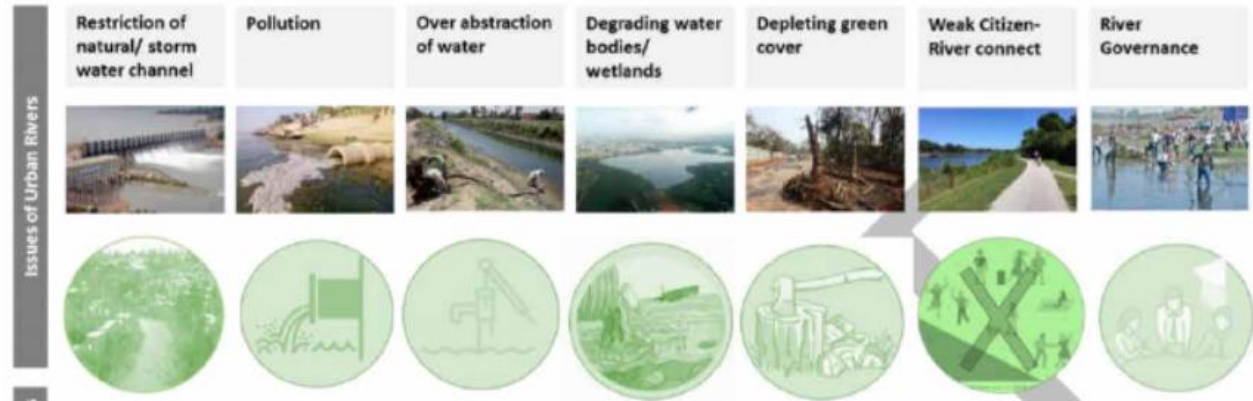 Restriction of
natural/ storm
water channel
Pollution
Over abstraction
of water
Degrading water
bodies/
wetlands
Depleting green
cover
Weak Citizen-
River connect
River
Governance
Issues of Urban Rivers